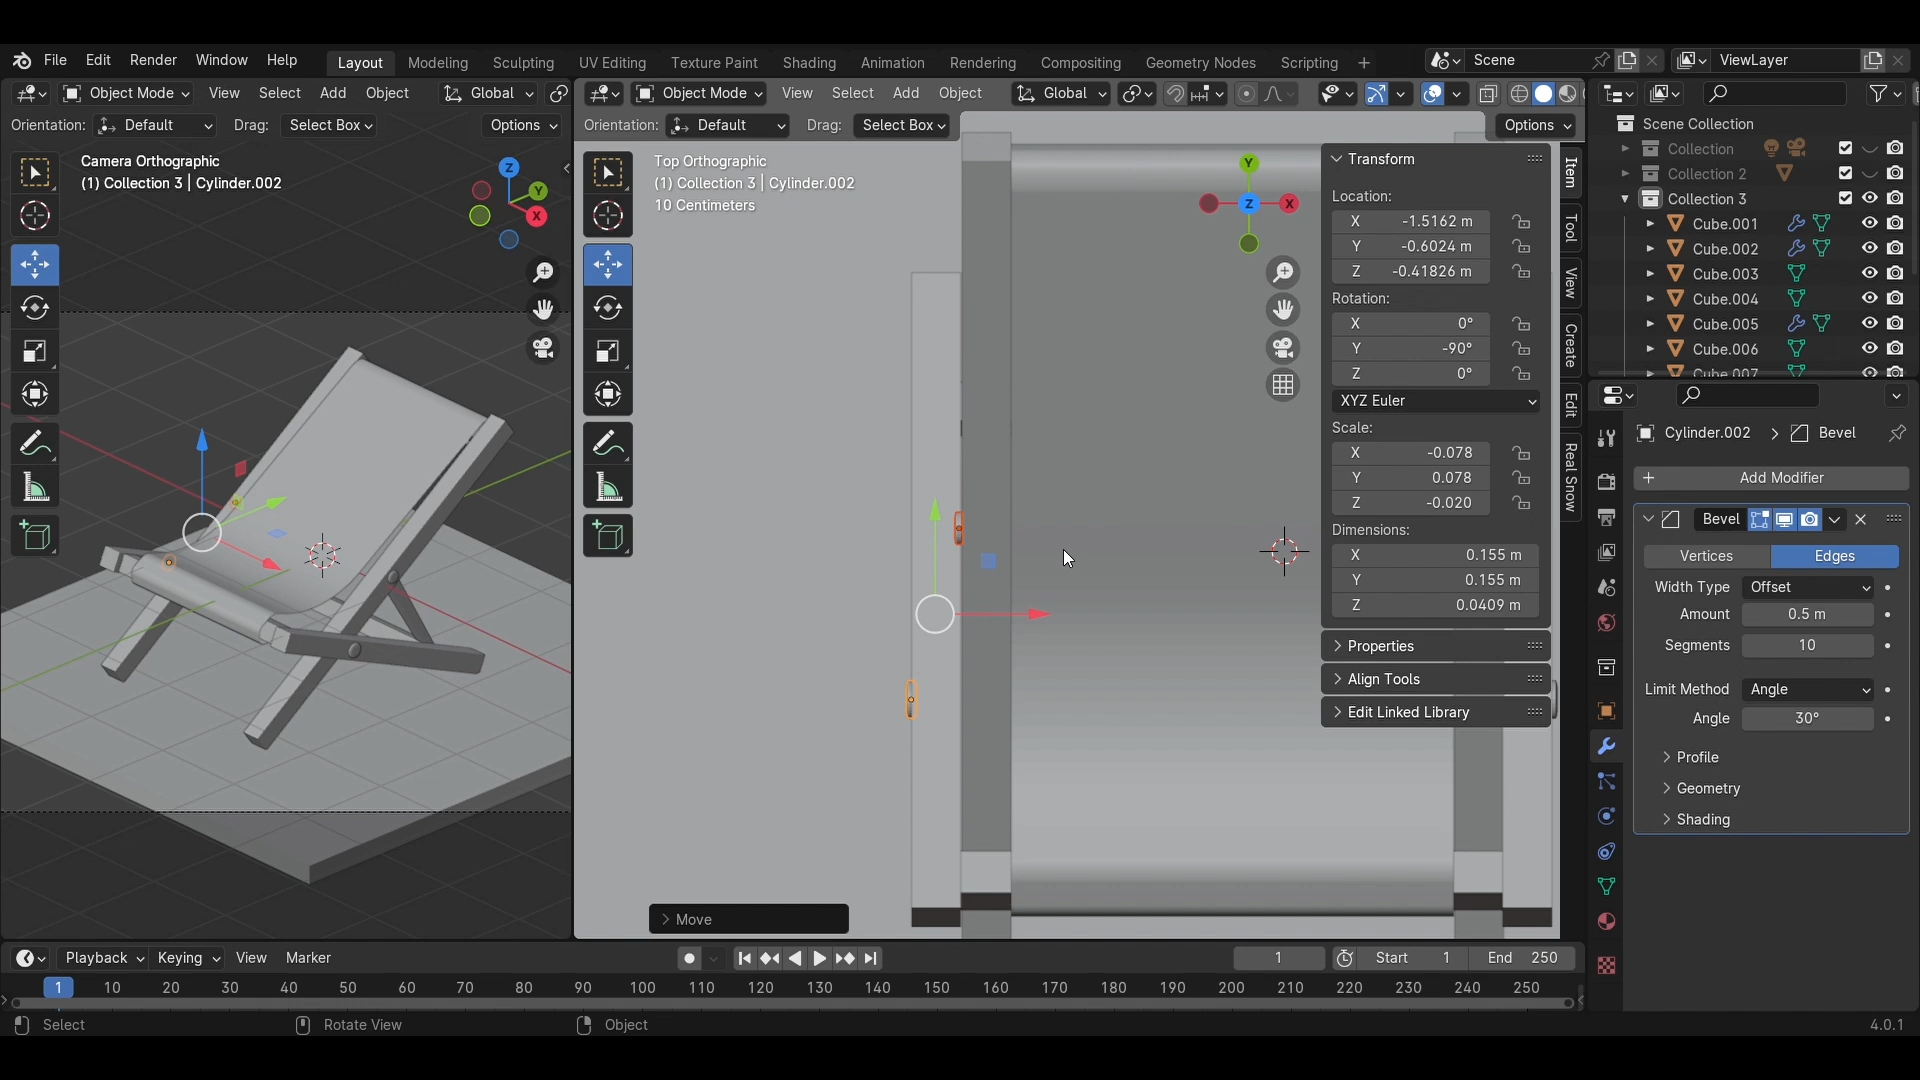 File Edit Render Window Help Layout Modeling Sculpting UV Editing Texture Paint Shading Animation Rendering Compositing Geometry Nodes Scripting + Scene ViewLayer
Object Mode View Select Add Object Global
Orientation: Default Drag: Select Box Options
Camera Orthographic
(1) Collection 3 | Cylinder.002
Z
Y
X
Object Mode View Select Add Object Global
Orientation: Default Drag: Select Box Options
Top Orthographic
(1) Collection 3 | Cylinder.002
10 Centimeters
Y
Z
X
Transform
Location:
X -1.5162 m
Y -0.6024 m
Z -0.41826 m
Rotation:
X 0°
Y -90°
Z 0°
XYZ Euler
Scale:
X -0.078
Y 0.078
Z -0.020
Dimensions:
X 0.155 m
Y 0.155 m
Z 0.0409 m
Properties
Align Tools
Edit Linked Library
Item
Tool
View
Create
Edit
Real Snow
Move
Scene Collection
Collection
Collection 2
Collection 3
Cube.001
Cube.002
Cube.003
Cube.004
Cube.005
Cube.006
Cube.007
Cylinder.002 > Bevel
+ Add Modifier
Bevel
Vertices Edges
Width Type Offset
Amount 0.5 m
Segments 10
Limit Method Angle
Angle 30°
Profile
Geometry
Shading
Playback Keying View Marker 1 Start 1 End 250
1 10 20 30 40 50 60 70 80 90 100 110 120 130 140 150 160 170 180 190 200 210 220 230 240 250
Select Rotate View Object 4.0.1